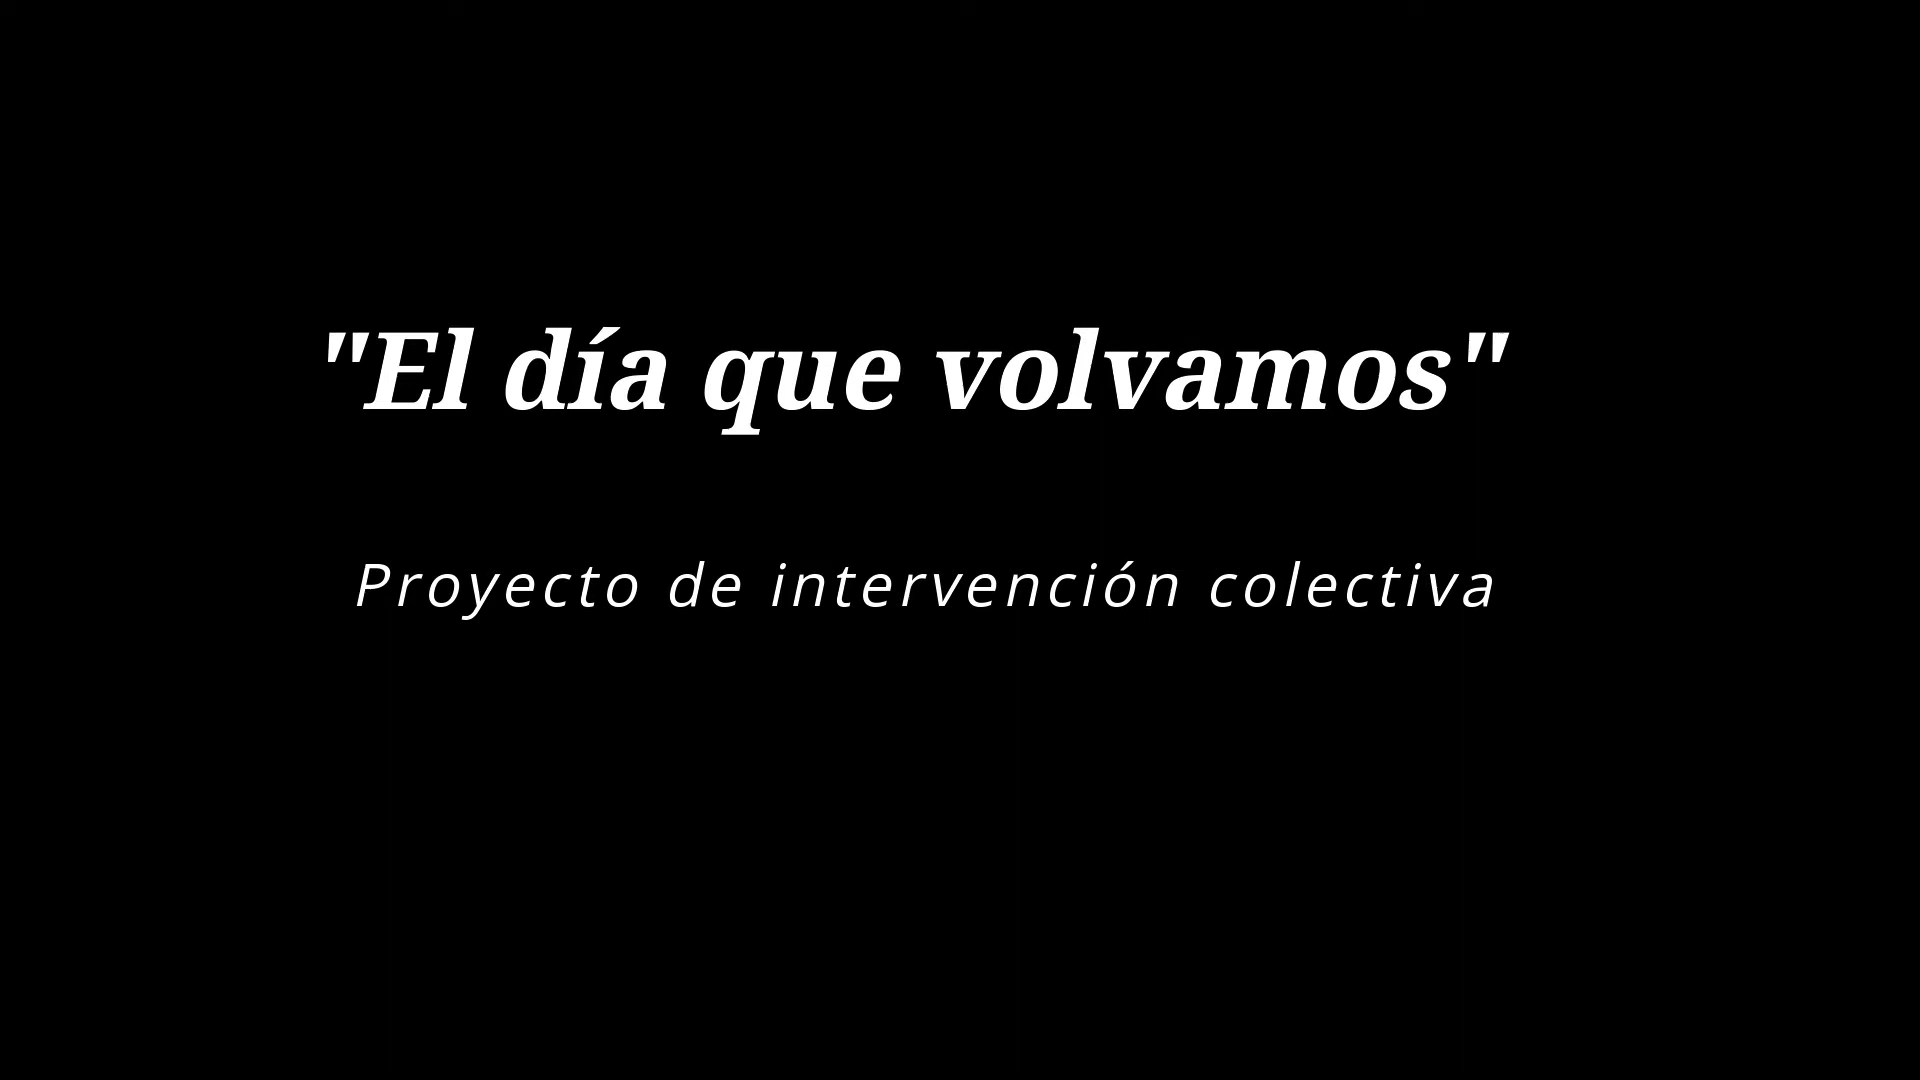 "El día que volvamos"
Proyecto de intervención colectiva